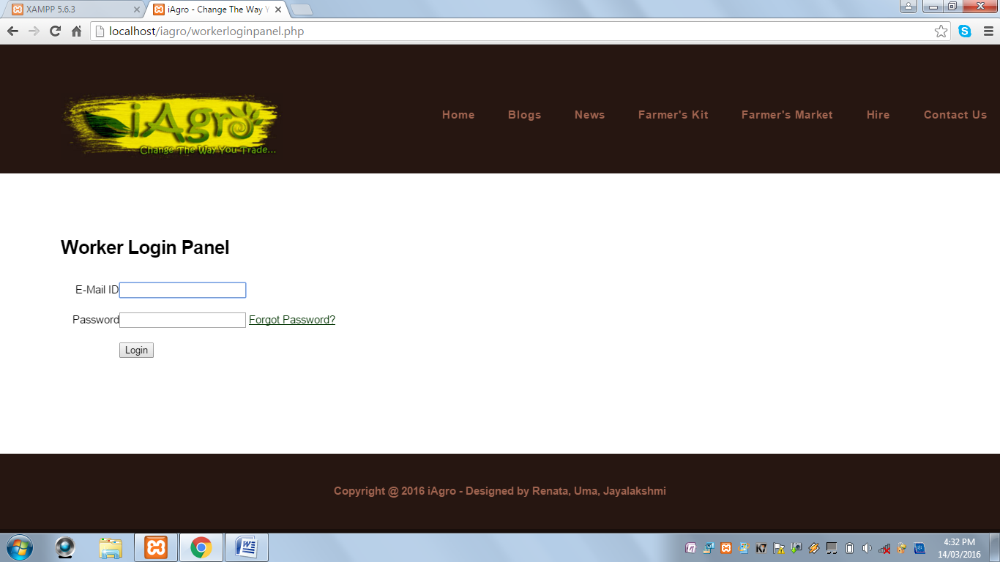 XAMPP 5.6.3
iAgro - Change The Way Y
localhost/iagro/workerloginpanel.php
iAgro
Change The Way You Trade...
Home Blogs News Farmer's Kit Farmer's Market Hire Contact Us
Worker Login Panel
E-Mail ID
Password Forgot Password?
Login
Copyright @ 2016 iAgro - Designed by Renata, Uma, Jayalakshmi
4:32 PM
14/03/2016